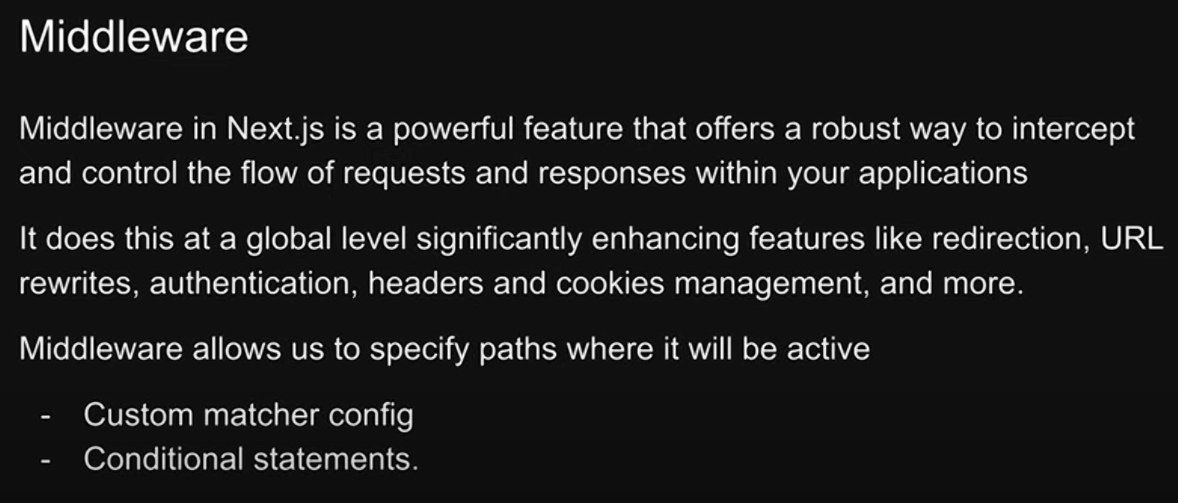 Middleware
Middleware in Next.js is a powerful feature that offers a robust way to intercept
and control the flow of requests and responses within your applications
It does this at a global level significantly enhancing features like redirection, URL
rewrites, authentication, headers and cookies management, and more.
Middleware allows us to specify paths where it will be active
- Custom matcher config
- Conditional statements.